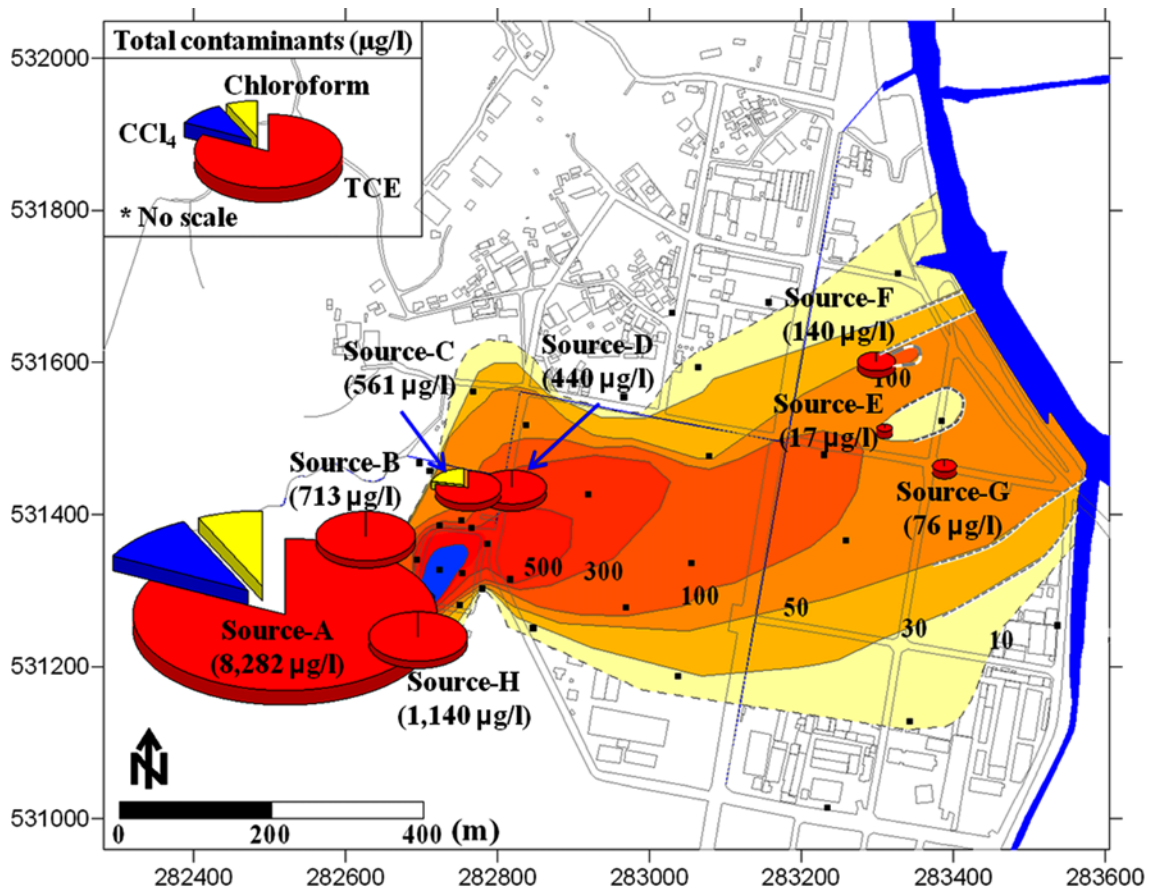 532000
531800
531600
531400
531200
531000
Total contaminants (µg/l)
Chloroform
CCl₄
TCE
* No scale
Source-F
(140 µg/l)
Source-C
(561 µg/l)
Source-D
(440 µg/l)
100
Source-E
(17 µg/l)
Source-B
(713 µg/l)
Source-G
(76 µg/l)
500
300
100
50
30
10
Source-A
(8,282 µg/l)
Source-H
(1,140 µg/l)
N
0 200 400 (m)
282400 282600 282800 283000 283200 283400 283600